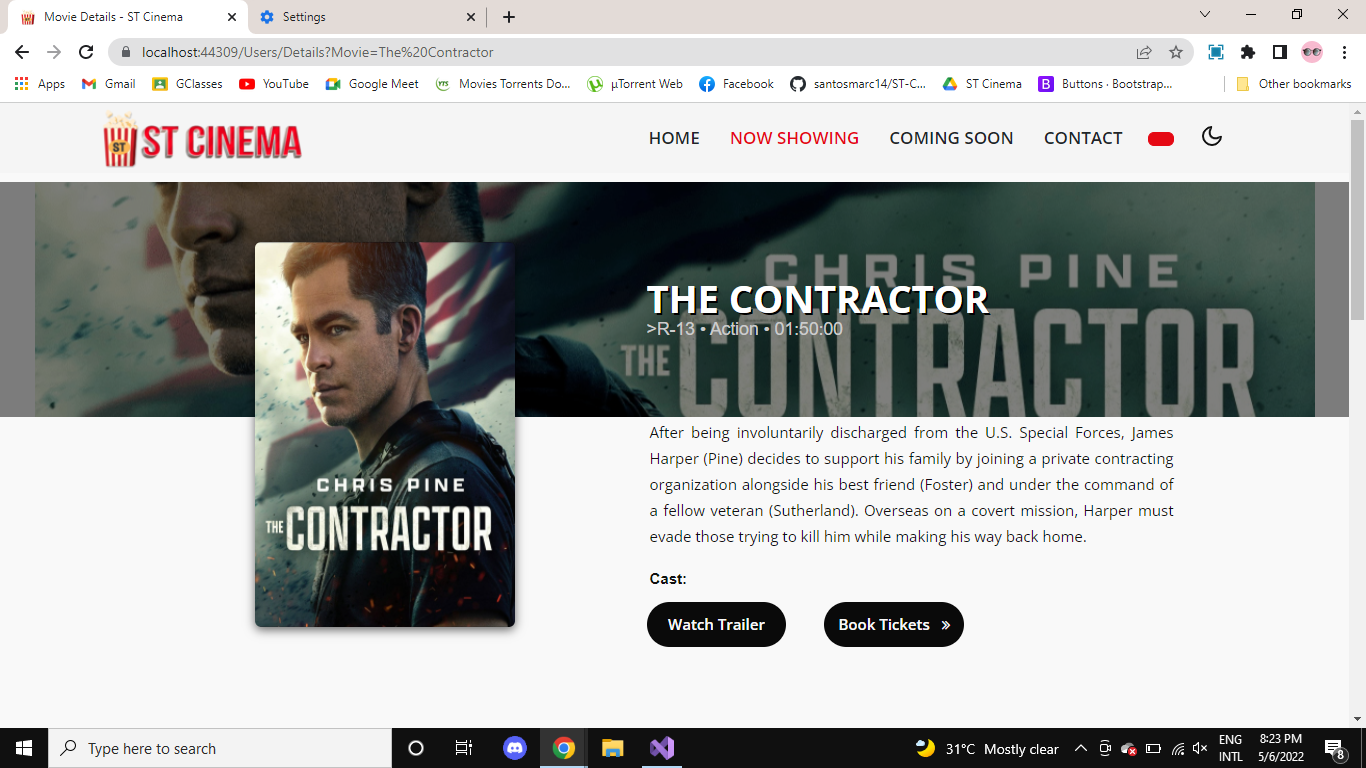 Movie Details - ST Cinema
Settings
localhost:44309/Users/Details?Movie=The%20Contractor
Apps
Gmail
GClasses
YouTube
Google Meet
YTS
Movies Torrents Do...
µTorrent Web
Facebook
santosmarc14/ST-C...
ST Cinema
B
Buttons · Bootstrap...
Other bookmarks
ST
ST CINEMA
HOME
NOW SHOWING
COMING SOON
CONTACT
CHRIS PINE
THE CONTRACTOR
THE CONTRACTOR
>R-13 • Action • 01:50:00
CHRIS PINE
THE CONTRACTOR
After being involuntarily discharged from the U.S. Special Forces, James
Harper (Pine) decides to support his family by joining a private contracting
organization alongside his best friend (Foster) and under the command of
a fellow veteran (Sutherland). Overseas on a covert mission, Harper must
evade those trying to kill him while making his way back home.
Cast:
Watch Trailer
Book Tickets »
Type here to search
31°C Mostly clear
ENG
INTL
8:23 PM
5/6/2022
8